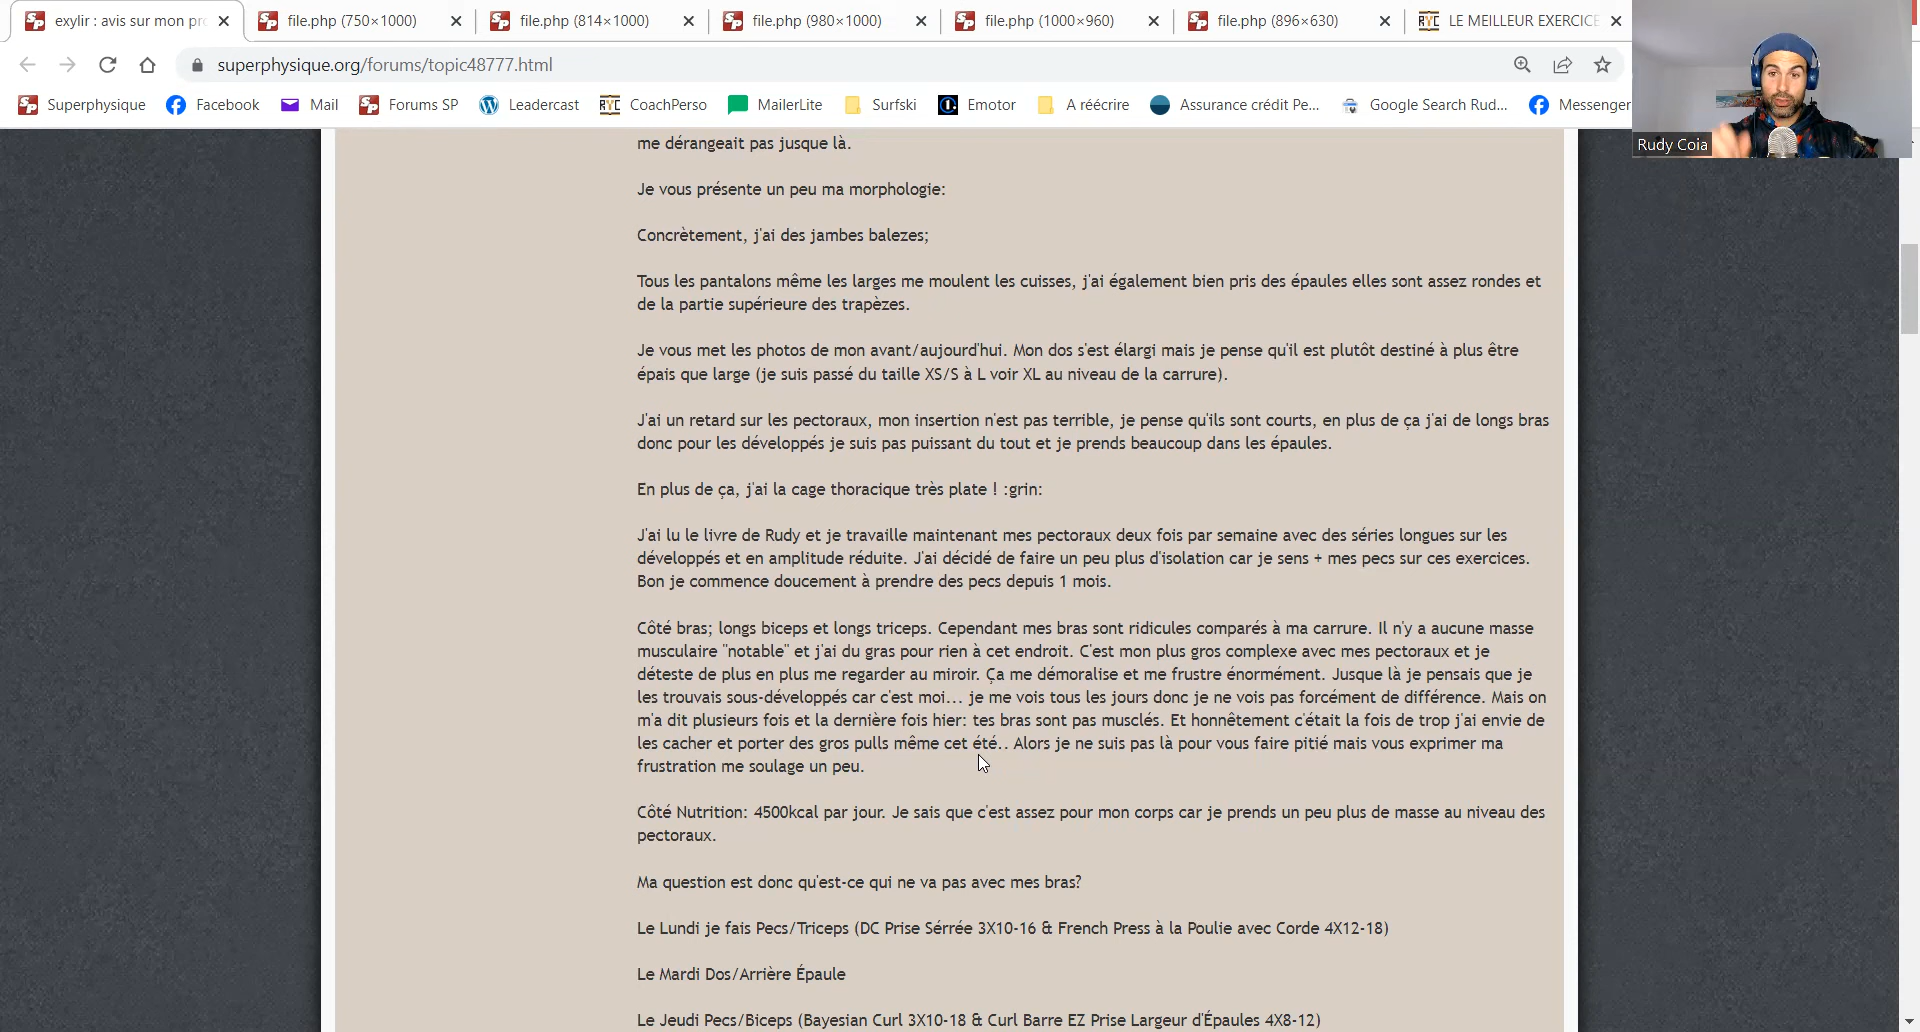 exylir : avis sur mon pr
file.php (750×1000)
file.php (814×1000)
file.php (980×1000)
file.php (1000×960)
file.php (896×630)
LE MEILLEUR EXERCICE
superphysique.org/forums/topic48777.html
Superphysique
Facebook
Mail
Forums SP
Leadercast
CoachPerso
MailerLite
Surfski
Emotor
A réécrire
Assurance crédit Pe...
Google Search Rud...
Messenger
Rudy Coia
me dérangeait pas jusque là.
Je vous présente un peu ma morphologie:
Concrètement, j'ai des jambes balezes;
Tous les pantalons même les larges me moulent les cuisses, j'ai également bien pris des épaules elles sont assez rondes et
de la partie supérieure des trapèzes.
Je vous met les photos de mon avant/aujourd'hui. Mon dos s'est élargi mais je pense qu'il est plutôt destiné à plus être
épais que large (je suis passé du taille XS/S à L voir XL au niveau de la carrure).
J'ai un retard sur les pectoraux, mon insertion n'est pas terrible, je pense qu'ils sont courts, en plus de ça j'ai de longs bras
donc pour les développés je suis pas puissant du tout et je prends beaucoup dans les épaules.
En plus de ça, j'ai la cage thoracique très plate ! :grin:
J'ai lu le livre de Rudy et je travaille maintenant mes pectoraux deux fois par semaine avec des séries longues sur les
développés et en amplitude réduite. J'ai décidé de faire un peu plus d'isolation car je sens + mes pecs sur ces exercices.
Bon je commence doucement à prendre des pecs depuis 1 mois.
Côté bras; longs biceps et longs triceps. Cependant mes bras sont ridicules comparés à ma carrure. Il n'y a aucune masse
musculaire "notable" et j'ai du gras pour rien à cet endroit. C'est mon plus gros complexe avec mes pectoraux et je
déteste de plus en plus me regarder au miroir. Ça me démoralise et me frustre énormément. Jusque là je pensais que je
les trouvais sous-développés car c'est moi... je me vois tous les jours donc je ne vois pas forcément de différence. Mais on
m'a dit plusieurs fois et la dernière fois hier: tes bras sont pas musclés. Et honnêtement c'était la fois de trop j'ai envie de
les cacher et porter des gros pulls même cet été.. Alors je ne suis pas là pour vous faire pitié mais vous exprimer ma
frustration me soulage un peu.
Côté Nutrition: 4500kcal par jour. Je sais que c'est assez pour mon corps car je prends un peu plus de masse au niveau des
pectoraux.
Ma question est donc qu'est-ce qui ne va pas avec mes bras?
Le Lundi je fais Pecs/Triceps (DC Prise Sérrée 3X10-16 & French Press à la Poulie avec Corde 4X12-18)
Le Mardi Dos/Arrière Épaule
Le Jeudi Pecs/Biceps (Bayesian Curl 3X10-18 & Curl Barre EZ Prise Largeur d'Épaules 4X8-12)